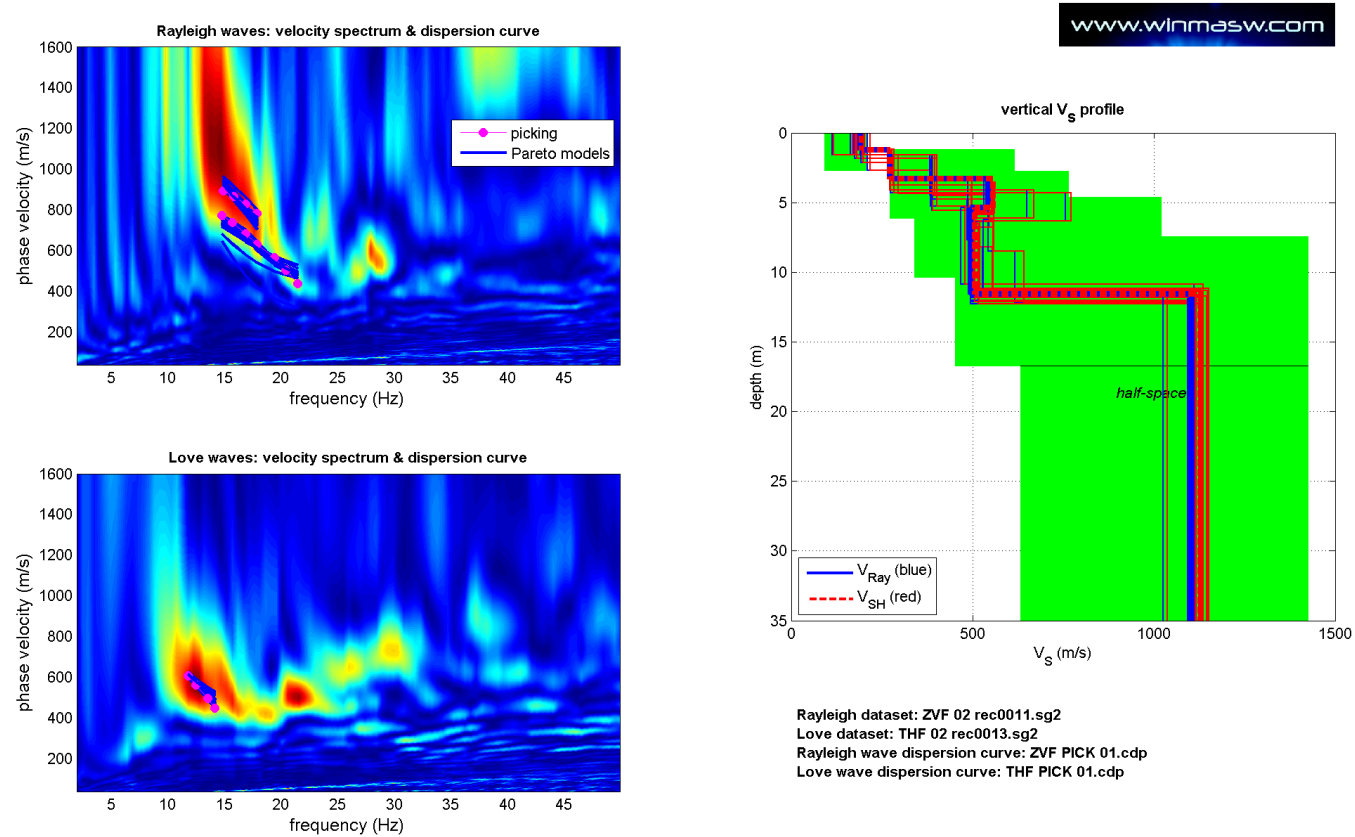 www.winmasw.com
Rayleigh waves: velocity spectrum & dispersion curve
phase velocity (m/s)
1600
1400
1200
1000
800
600
400
200
picking
Pareto models
5 10 15 20 25 30 35 40 45
frequency (Hz)
Love waves: velocity spectrum & dispersion curve
phase velocity (m/s)
1600
1400
1200
1000
800
600
400
200
5 10 15 20 25 30 35 40 45
frequency (Hz)
vertical VS profile
depth (m)
0
5
10
15
20
25
30
35
half-space
VRay (blue)
VSH (red)
0 500 1000 1500
VS (m/s)
Rayleigh dataset: ZVF 02 rec0011.sg2
Love dataset: THF 02 rec0013.sg2
Rayleigh wave dispersion curve: ZVF PICK 01.cdp
Love wave dispersion curve: THF PICK 01.cdp